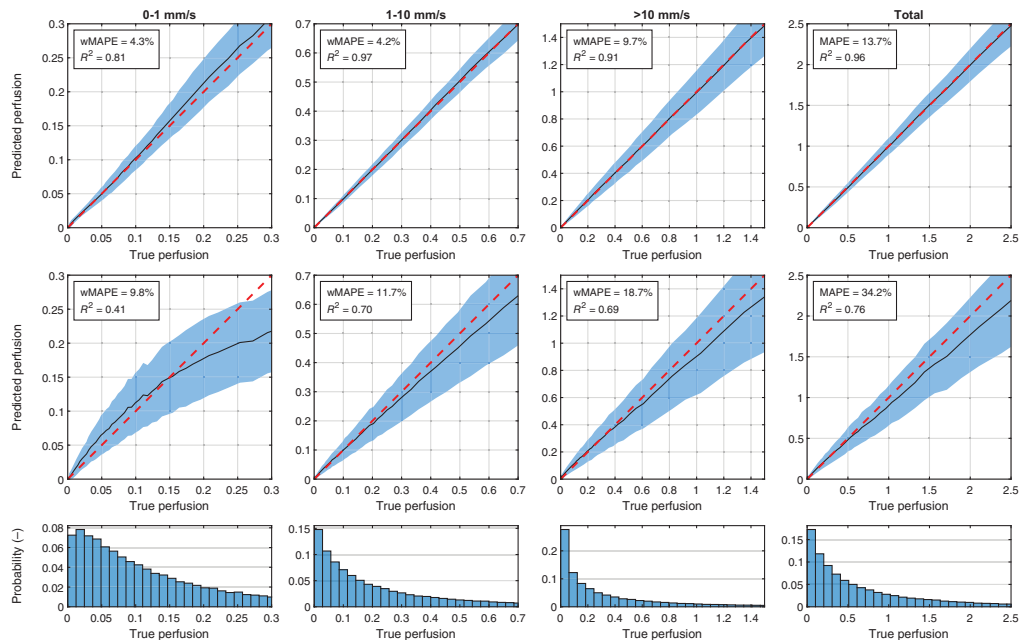 0-1 mm/s
1-10 mm/s
>10 mm/s
Total
Predicted perfusion
0.3
0.25
0.2
0.15
0.1
0.05
0
wMAPE = 4.3%
R² = 0.81
0 0.05 0.1 0.15 0.2 0.25 0.3
True perfusion
0.7
0.6
0.5
0.4
0.3
0.2
0.1
0
wMAPE = 4.2%
R² = 0.97
0 0.1 0.2 0.3 0.4 0.5 0.6 0.7
True perfusion
1.4
1.2
1
0.8
0.6
0.4
0.2
0
wMAPE = 9.7%
R² = 0.91
0 0.2 0.4 0.6 0.8 1 1.2 1.4
True perfusion
2.5
2
1.5
1
0.5
0
MAPE = 13.7%
R² = 0.96
0 0.5 1 1.5 2 2.5
True perfusion
Predicted perfusion
0.3
0.25
0.2
0.15
0.1
0.05
0
wMAPE = 9.8%
R² = 0.41
0 0.05 0.1 0.15 0.2 0.25 0.3
True perfusion
0.7
0.6
0.5
0.4
0.3
0.2
0.1
0
wMAPE = 11.7%
R² = 0.70
0 0.1 0.2 0.3 0.4 0.5 0.6 0.7
True perfusion
1.4
1.2
1
0.8
0.6
0.4
0.2
0
wMAPE = 18.7%
R² = 0.69
0 0.2 0.4 0.6 0.8 1 1.2 1.4
True perfusion
2.5
2
1.5
1
0.5
0
MAPE = 34.2%
R² = 0.76
0 0.5 1 1.5 2 2.5
True perfusion
Probability (–)
0.08
0.06
0.04
0.02
0
0 0.05 0.1 0.15 0.2 0.25 0.3
True perfusion
0.15
0.10
0.05
0
0 0.1 0.2 0.3 0.4 0.5 0.6 0.7
True perfusion
0.2
0.1
0
0 0.2 0.4 0.6 0.8 1 1.2 1.4
True perfusion
0.15
0.10
0.05
0
0 0.5 1 1.5 2 2.5
True perfusion